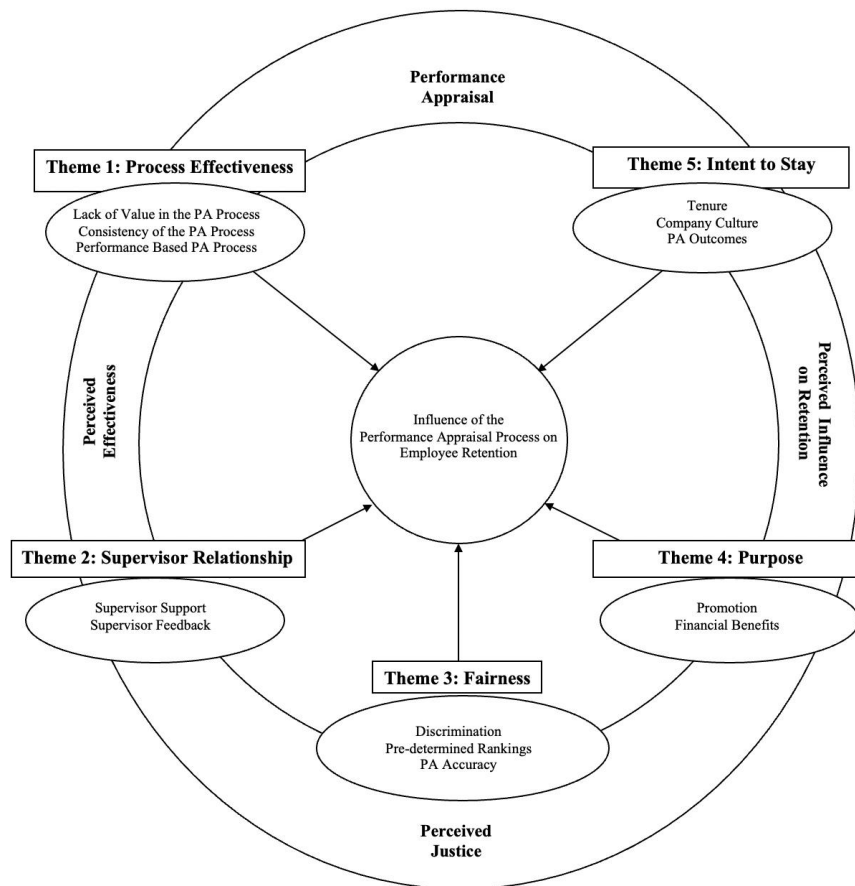 Performance
Appraisal
Theme 1: Process Effectiveness
Lack of Value in the PA Process
Consistency of the PA Process
Performance Based PA Process
Theme 5: Intent to Stay
Tenure
Company Culture
PA Outcomes
Perceived
Effectiveness
Influence of the
Performance Appraisal Process on
Employee Retention
Perceived Influence
on Retention
Theme 2: Supervisor Relationship
Supervisor Support
Supervisor Feedback
Theme 4: Purpose
Promotion
Financial Benefits
Theme 3: Fairness
Discrimination
Pre-determined Rankings
PA Accuracy
Perceived
Justice